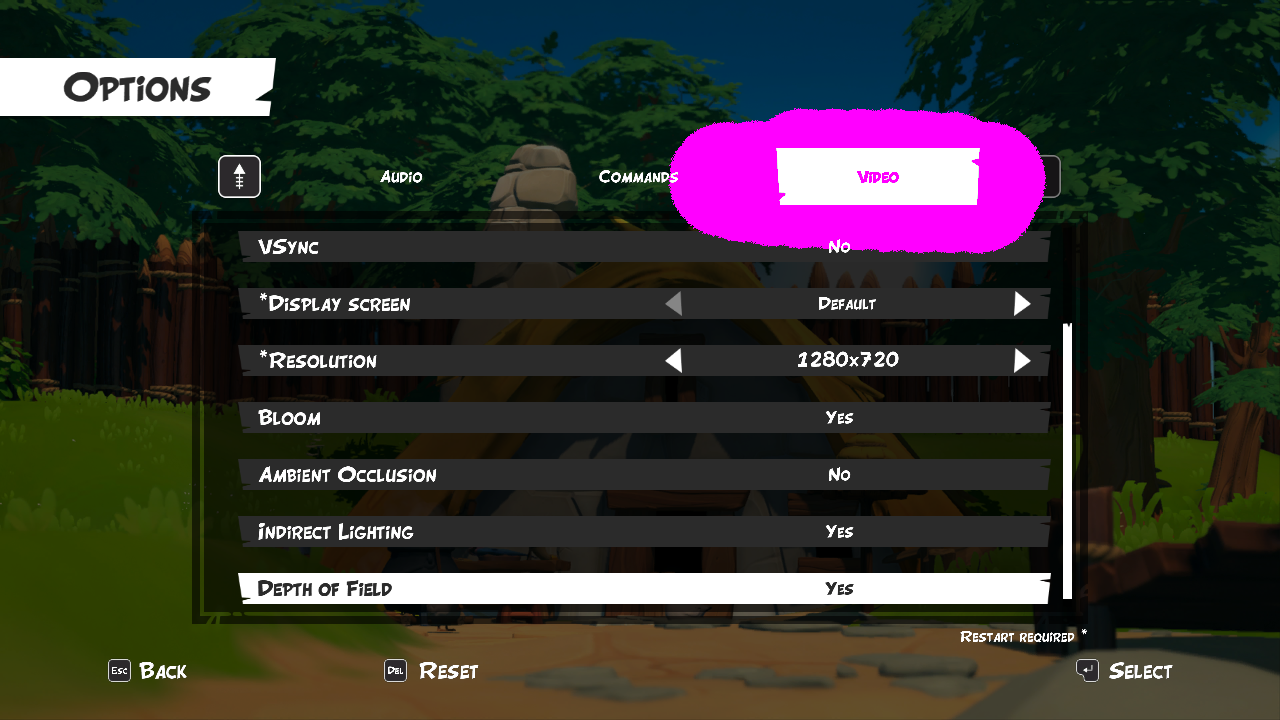 Options
Audio Commands Video
VSync No
*Display screen Default
*Resolution 1280x720
Bloom Yes
Ambient Occlusion No
Indirect Lighting Yes
Depth of Field Yes
Restart required *
Esc Back Del Reset Select